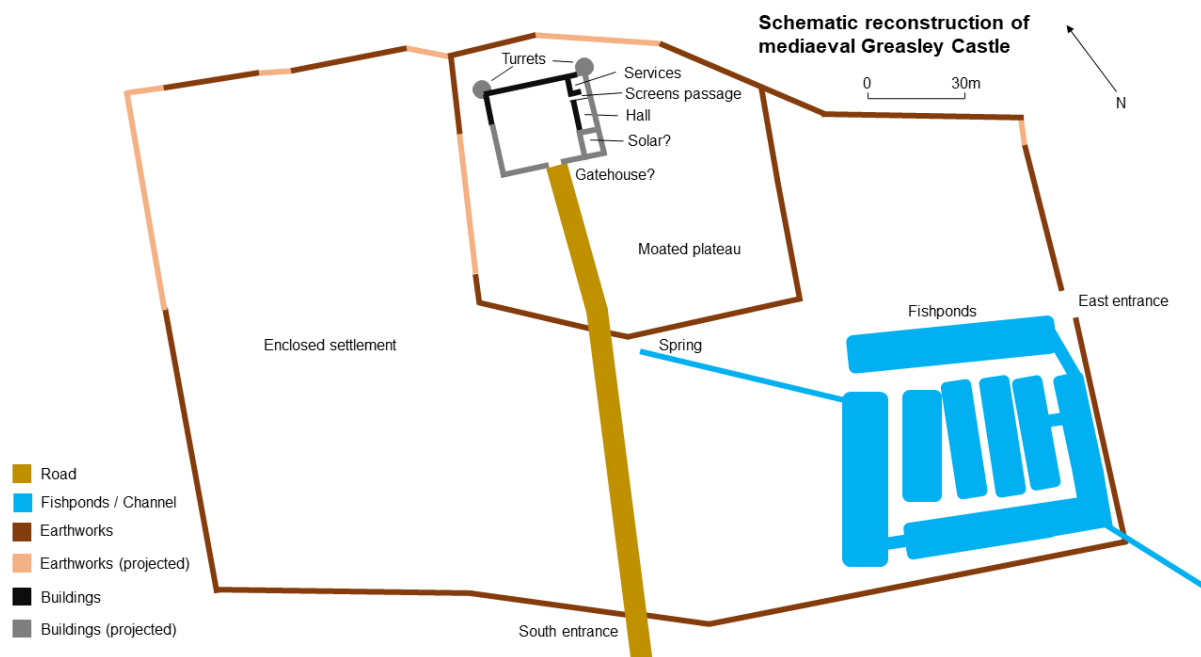 Schematic reconstruction of
mediaeval Greasley Castle
0 30m
N
Turrets
Services
Screens passage
Hall
Solar?
Gatehouse?
Moated plateau
East entrance
Fishponds
Enclosed settlement
Spring
Road
Fishponds / Channel
Earthworks
Earthworks (projected)
Buildings
Buildings (projected)
South entrance